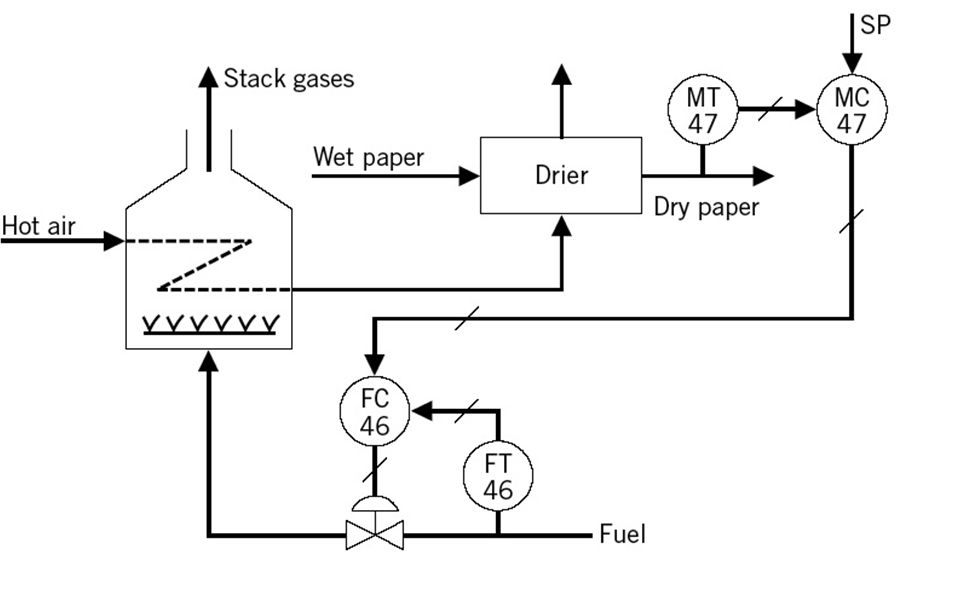 SP
Stack gases
MT
47
MC
47
Wet paper
Drier
Dry paper
Hot air
FC
46
FT
46
Fuel